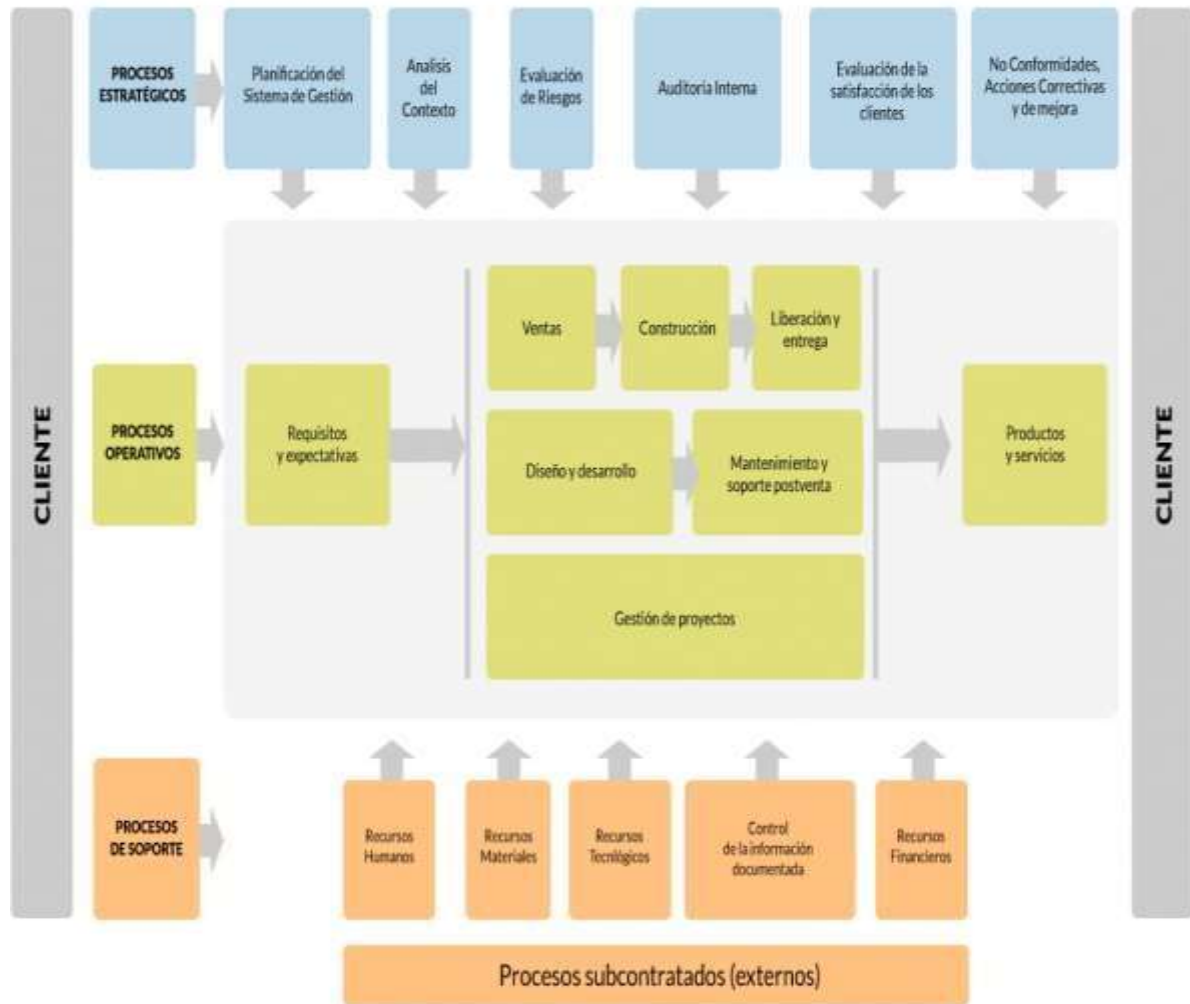 CLIENTE
PROCESOS
ESTRATÉGICOS
Planificación del
Sistema de Gestión
Analisis
del
Contexto
Evaluación
de Riesgos
Auditoría Interna
Evaluación de la
satisfacción de los
clientes
No Conformidades,
Acciones Correctivas
y de mejora
PROCESOS
OPERATIVOS
Requisitos
y expectativas
Ventas
Construcción
Liberación y
entrega
Diseño y desarrollo
Mantenimiento y
soporte postventa
Gestión de proyectos
Productos
y servicios
PROCESOS
DE SOPORTE
Recursos
Humanos
Recursos
Materiales
Recursos
Tecnlógicos
Control
de la información
documentada
Recursos
Financieros
Procesos subcontratados (externos)
CLIENTE